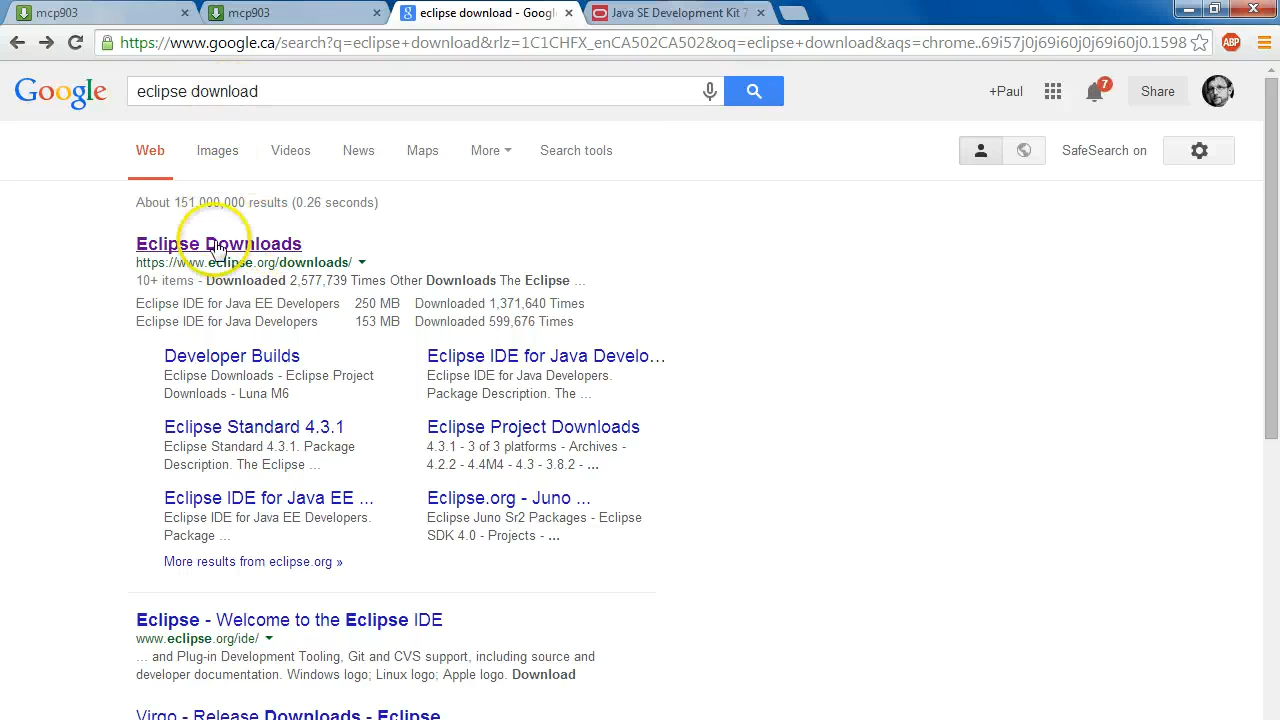 mcp903
mcp903
eclipse download - Goog
Java SE Development Kit 7
https://www.google.ca/search?q=eclipse+download&rlz=1C1CHFX_enCA502CA502&oq=eclipse+download&aqs=chrome..69i57j0j69i60j0j69i60j0.1598
ABP
Google
eclipse download
+Paul
7
Share
Web
Images
Videos
News
Maps
More
Search tools
SafeSearch on
About 151,000,000 results (0.26 seconds)
Eclipse Downloads
https://www.eclipse.org/downloads/
10+ items - Downloaded 2,577,739 Times Other Downloads The Eclipse ...
Eclipse IDE for Java EE Developers 250 MB Downloaded 1,371,640 Times
Eclipse IDE for Java Developers 153 MB Downloaded 599,676 Times
Developer Builds
Eclipse Downloads - Eclipse Project
Downloads - Luna M6
Eclipse IDE for Java Develo...
Eclipse IDE for Java Developers.
Package Description. The ...
Eclipse Standard 4.3.1
Eclipse Standard 4.3.1. Package
Description. The Eclipse ...
Eclipse Project Downloads
4.3.1 - 3 of 3 platforms - Archives -
4.2.2 - 4.4M4 - 4.3 - 3.8.2 - ...
Eclipse IDE for Java EE ...
Eclipse IDE for Java EE Developers.
Package ...
Eclipse.org - Juno ...
Eclipse Juno Sr2 Packages - Eclipse
SDK 4.0 - Projects - ...
More results from eclipse.org »
Eclipse - Welcome to the Eclipse IDE
www.eclipse.org/ide/
... and Plug-in Development Tooling, Git and CVS support, including source and
developer documentation. Windows logo; Linux logo; Apple logo. Download
Virgo - Release Downloads - Eclipse